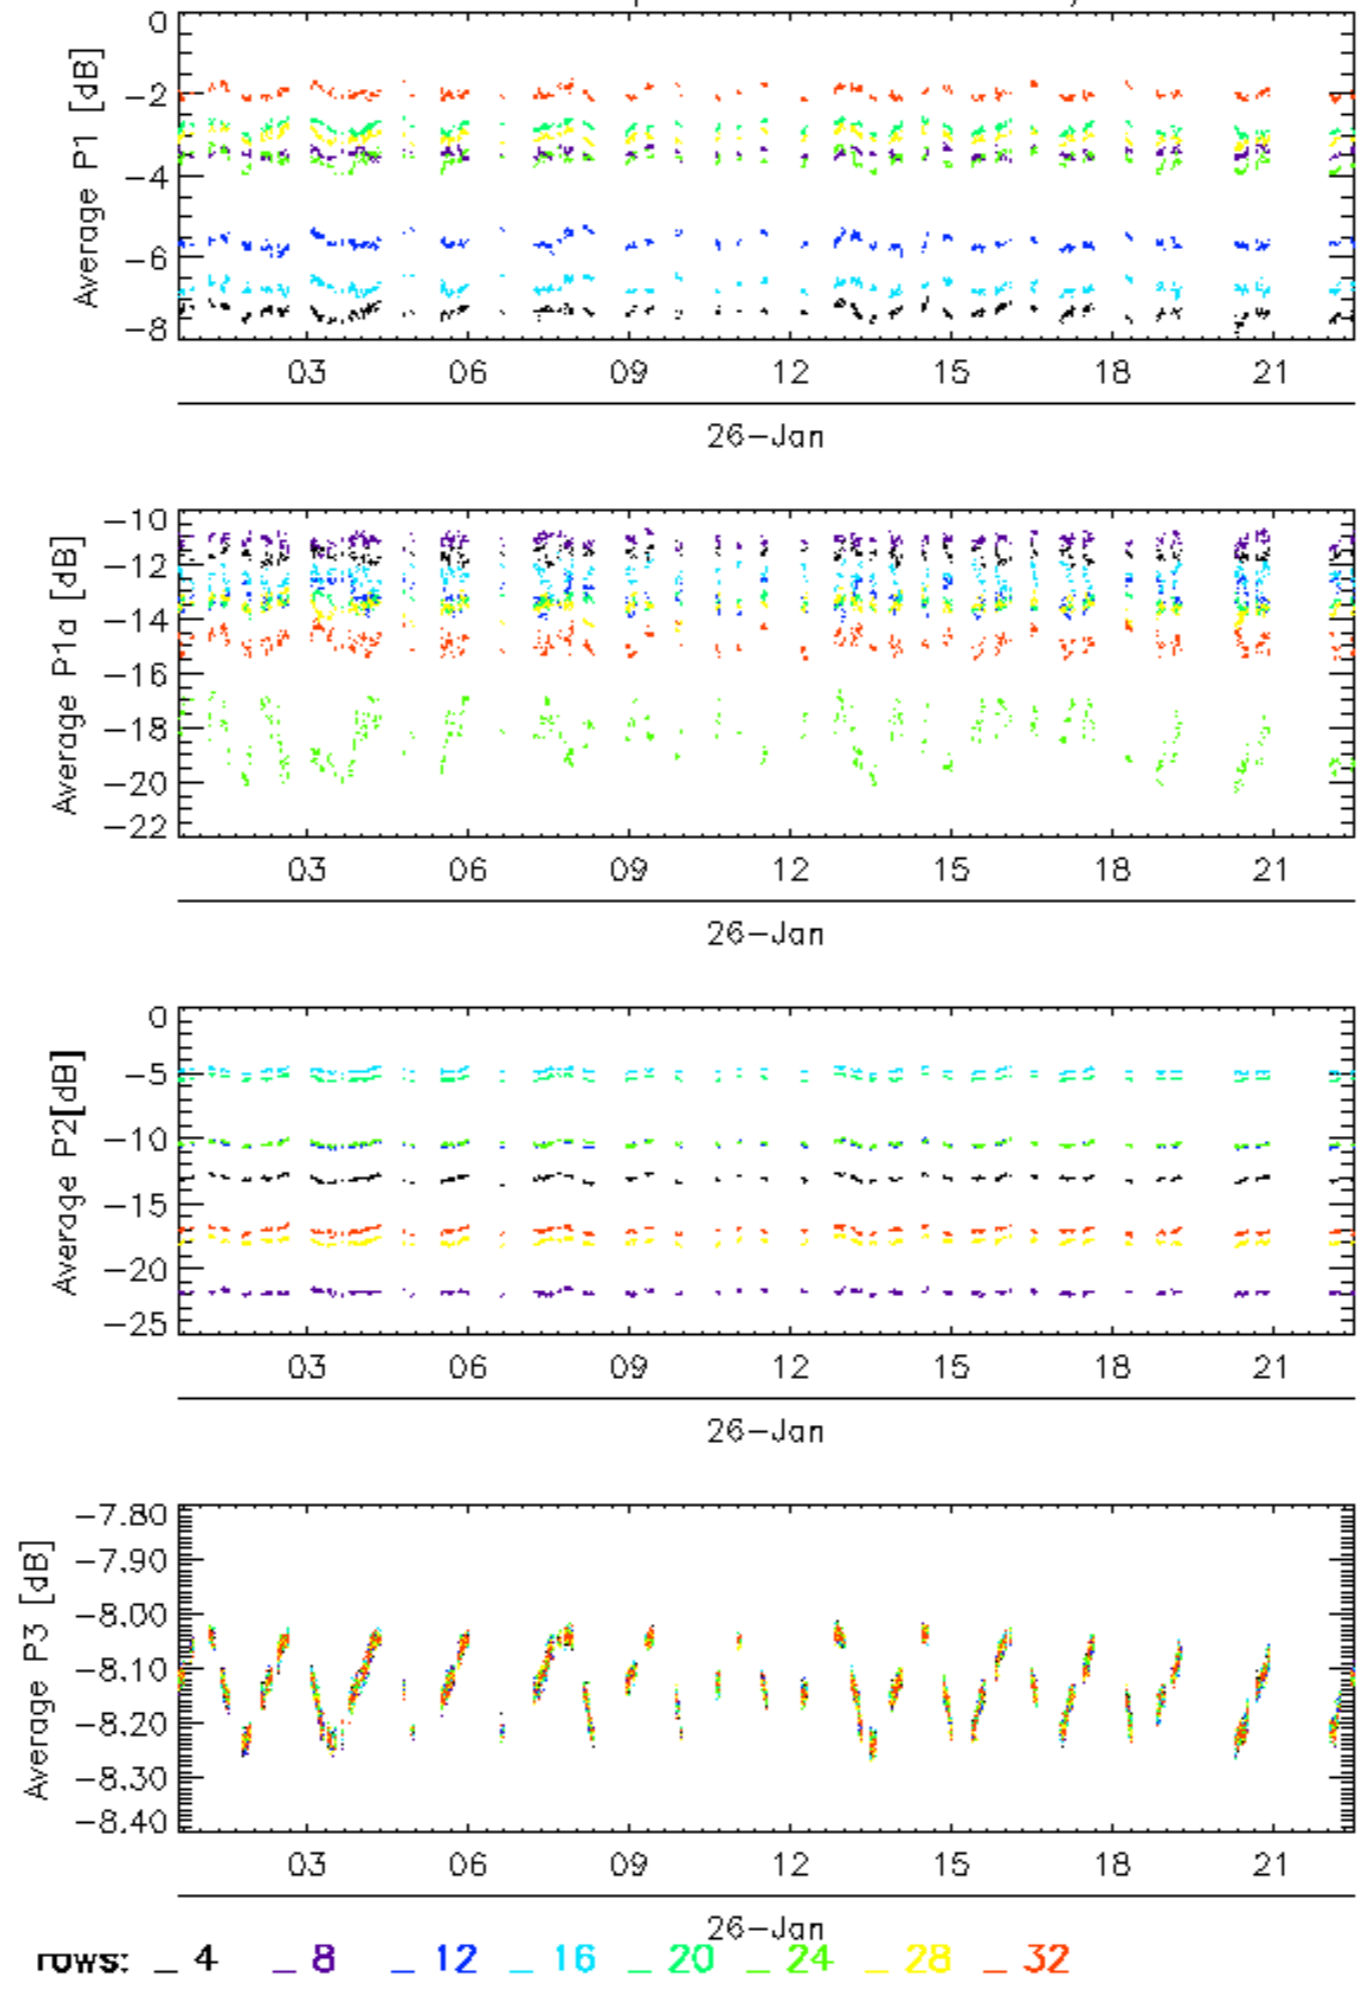 0
-2
-4
-6
-8
Average P1 [dB]
03 06 09 12 15 18 21
26-Jan
-10
-12
-14
-16
-18
-20
-22
Average P1a [dB]
03 06 09 12 15 18 21
26-Jan
0
-5
-10
-15
-20
-25
Average P2[dB]
03 06 09 12 15 18 21
26-Jan
-7.80
-7.90
-8.00
-8.10
-8.20
-8.30
-8.40
Average P3 [dB]
03 06 09 12 15 18 21
26-Jan
rows: _ 4 _ 8 _ 12 _ 16 _ 20 _ 24 _ 28 _ 32